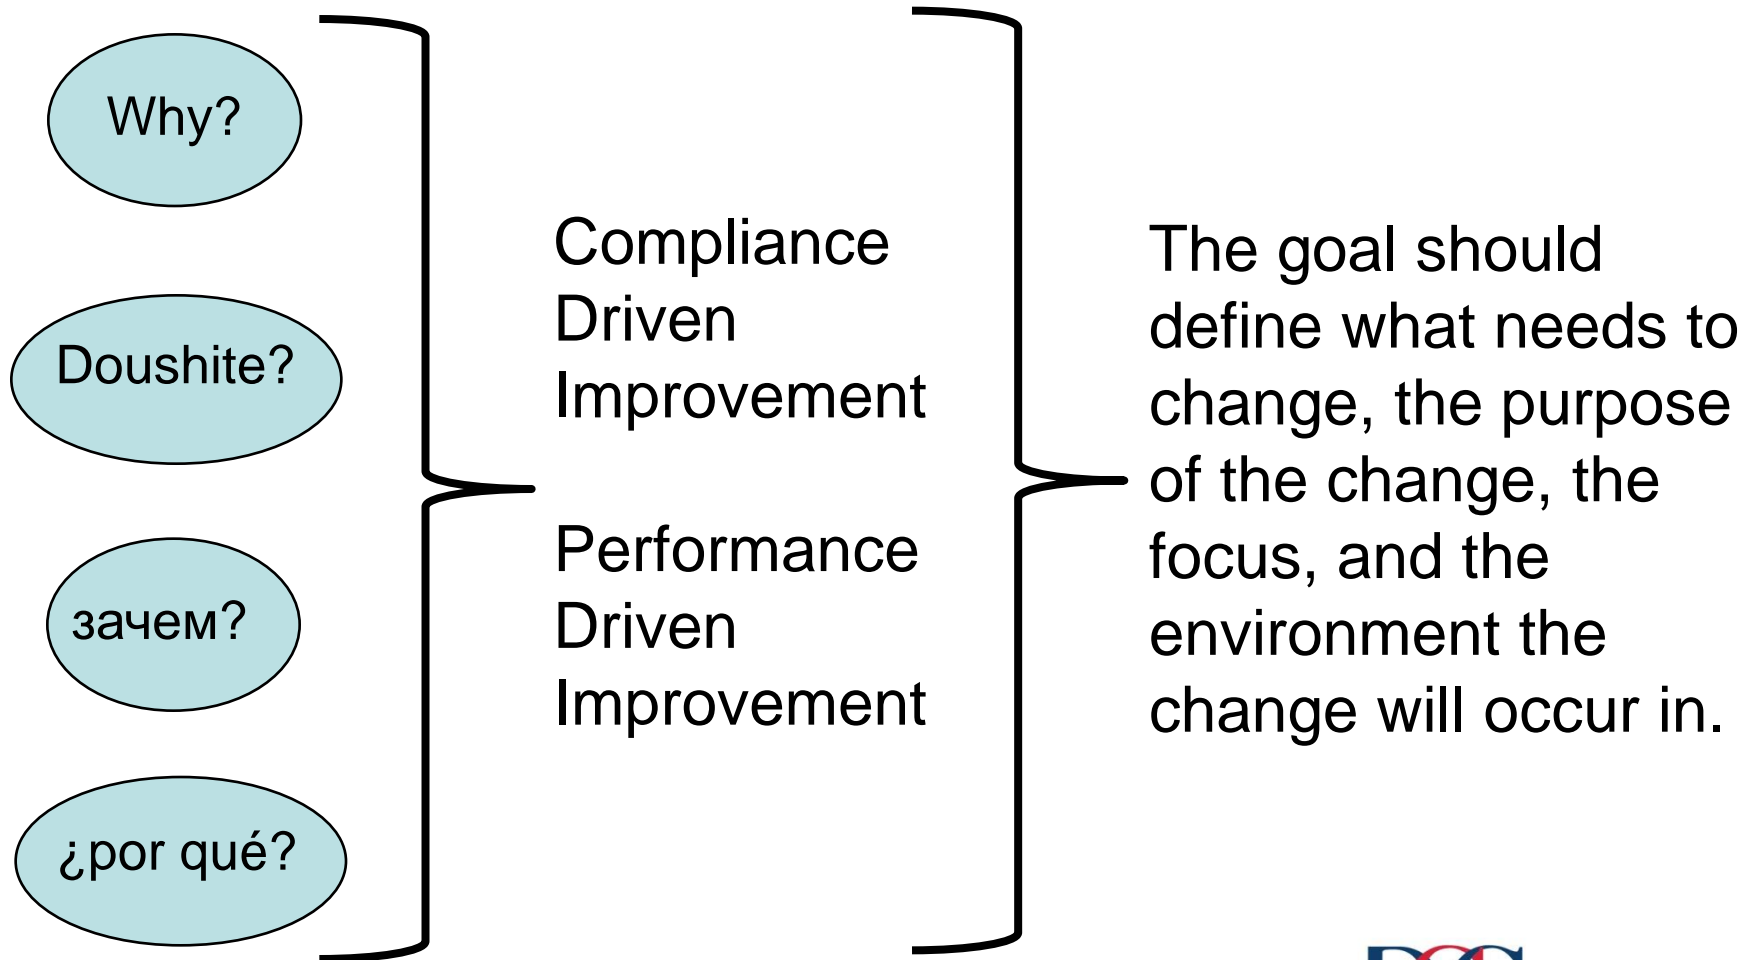 Why?
Doushite?
зачем?
¿por qué?
Compliance
Driven
Improvement
Performance
Driven
Improvement
The goal should
define what needs to
change, the purpose
of the change, the
focus, and the
environment the
change will occur in.